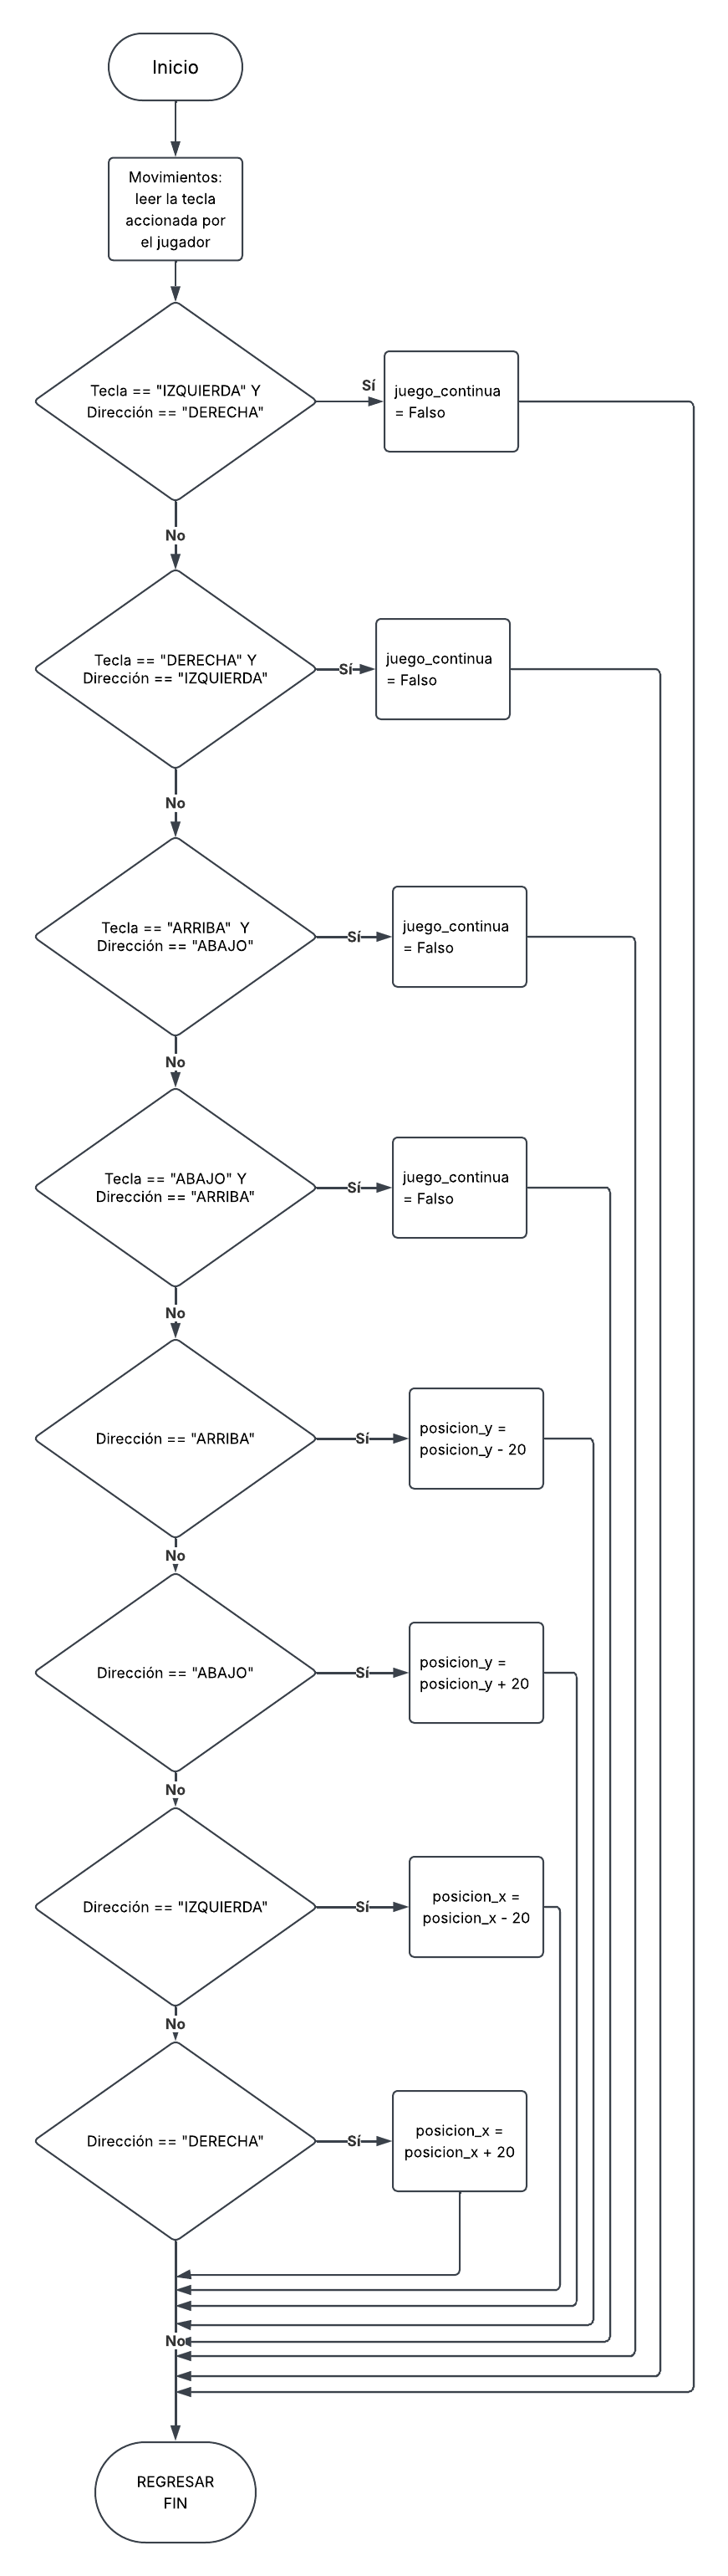 Inicio
Movimientos:
leer la tecla
accionada por
el jugador
Tecla == "IZQUIERDA" Y
Dirección == "DERECHA"
Sí
juego_continua
= Falso
No
Tecla == "DERECHA" Y
Dirección == "IZQUIERDA"
Sí
juego_continua
= Falso
No
Tecla == "ARRIBA"  Y
Dirección == "ABAJO"
Sí
juego_continua
= Falso
No
Tecla == "ABAJO" Y
Dirección == "ARRIBA"
Sí
juego_continua
= Falso
No
Dirección == "ARRIBA"
Sí
posicion_y =
posicion_y - 20
No
Dirección == "ABAJO"
Sí
posicion_y =
posicion_y + 20
No
Dirección == "IZQUIERDA"
Sí
posicion_x =
posicion_x - 20
No
Dirección == "DERECHA"
Sí
posicion_x =
posicion_x + 20
No
REGRESAR
FIN